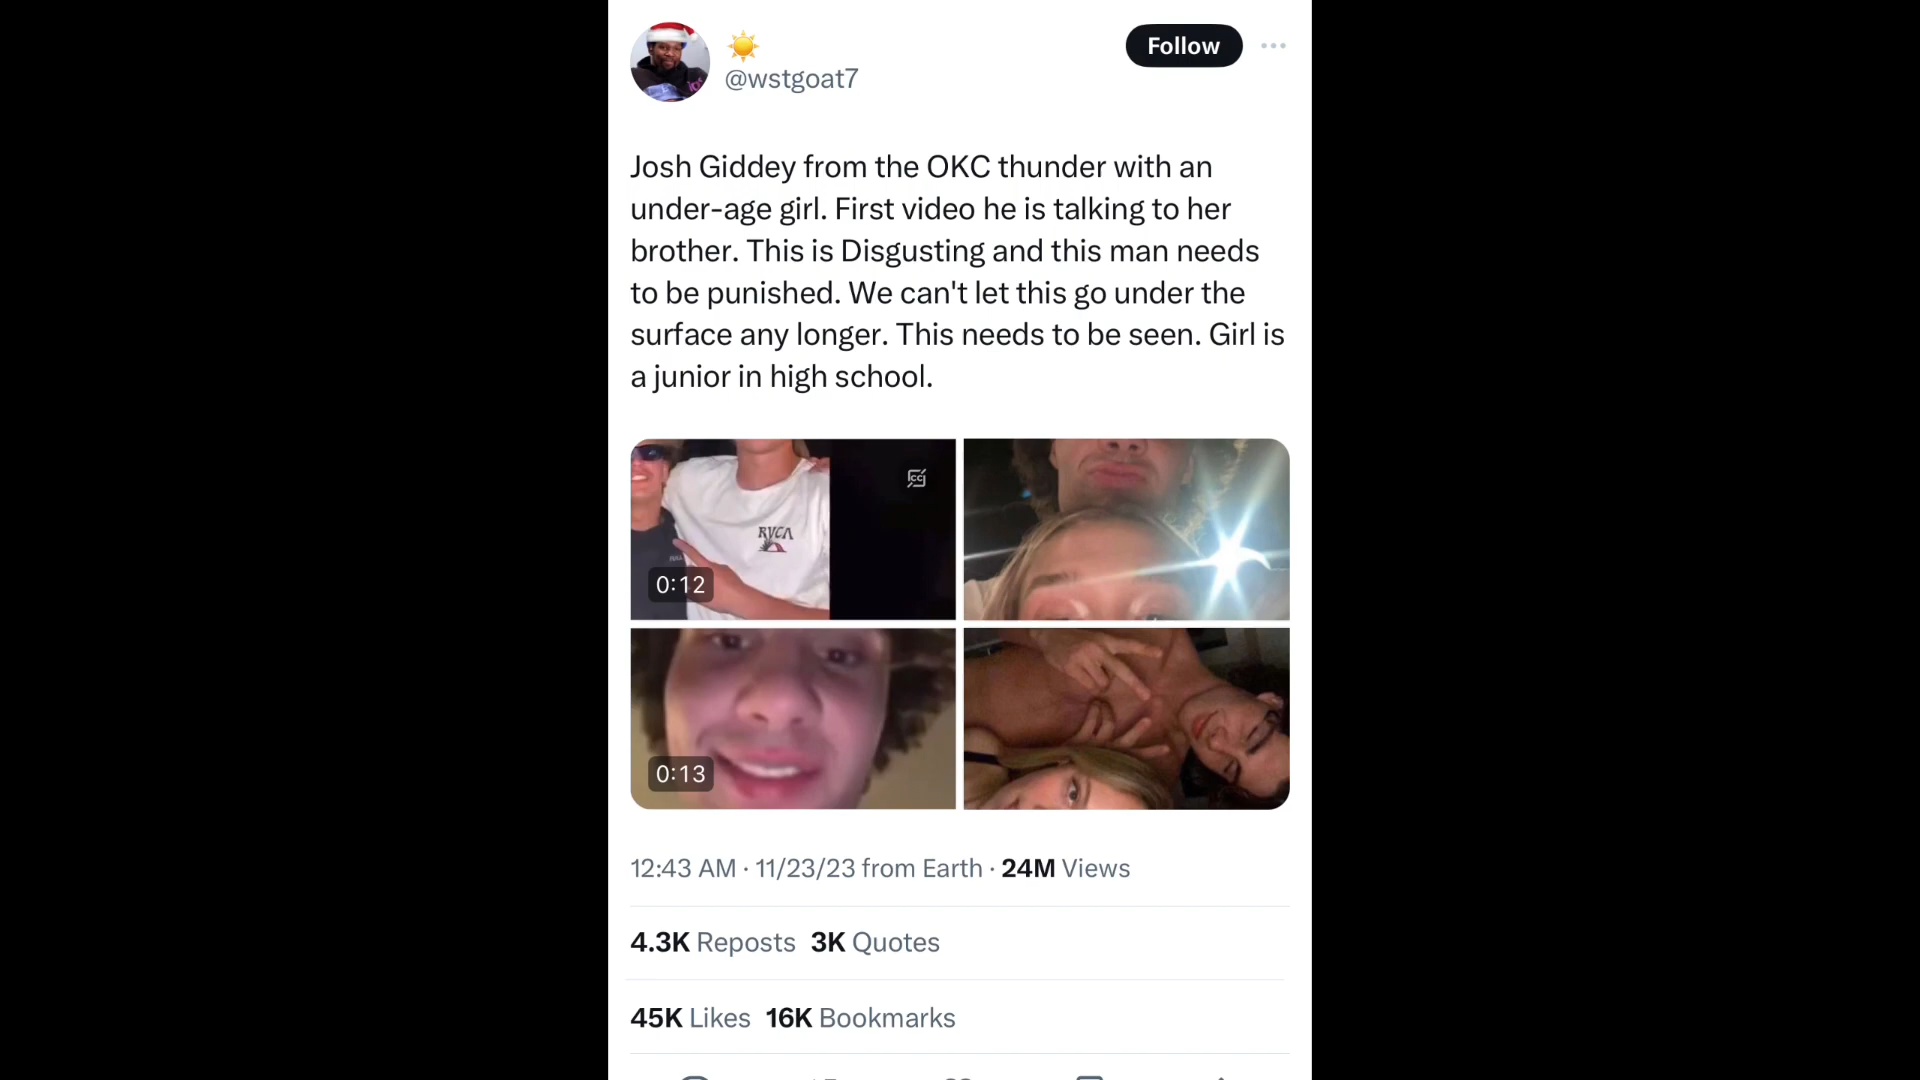 Follow
@wstgoat7
Josh Giddey from the OKC thunder with an
under-age girl. First video he is talking to her
brother. This is Disgusting and this man needs
to be punished. We can't let this go under the
surface any longer. This needs to be seen. Girl is
a junior in high school.
RVCA
0:12
0:13
12:43 AM · 11/23/23 from Earth · 24M Views
4.3K Reposts 3K Quotes
45K Likes 16K Bookmarks